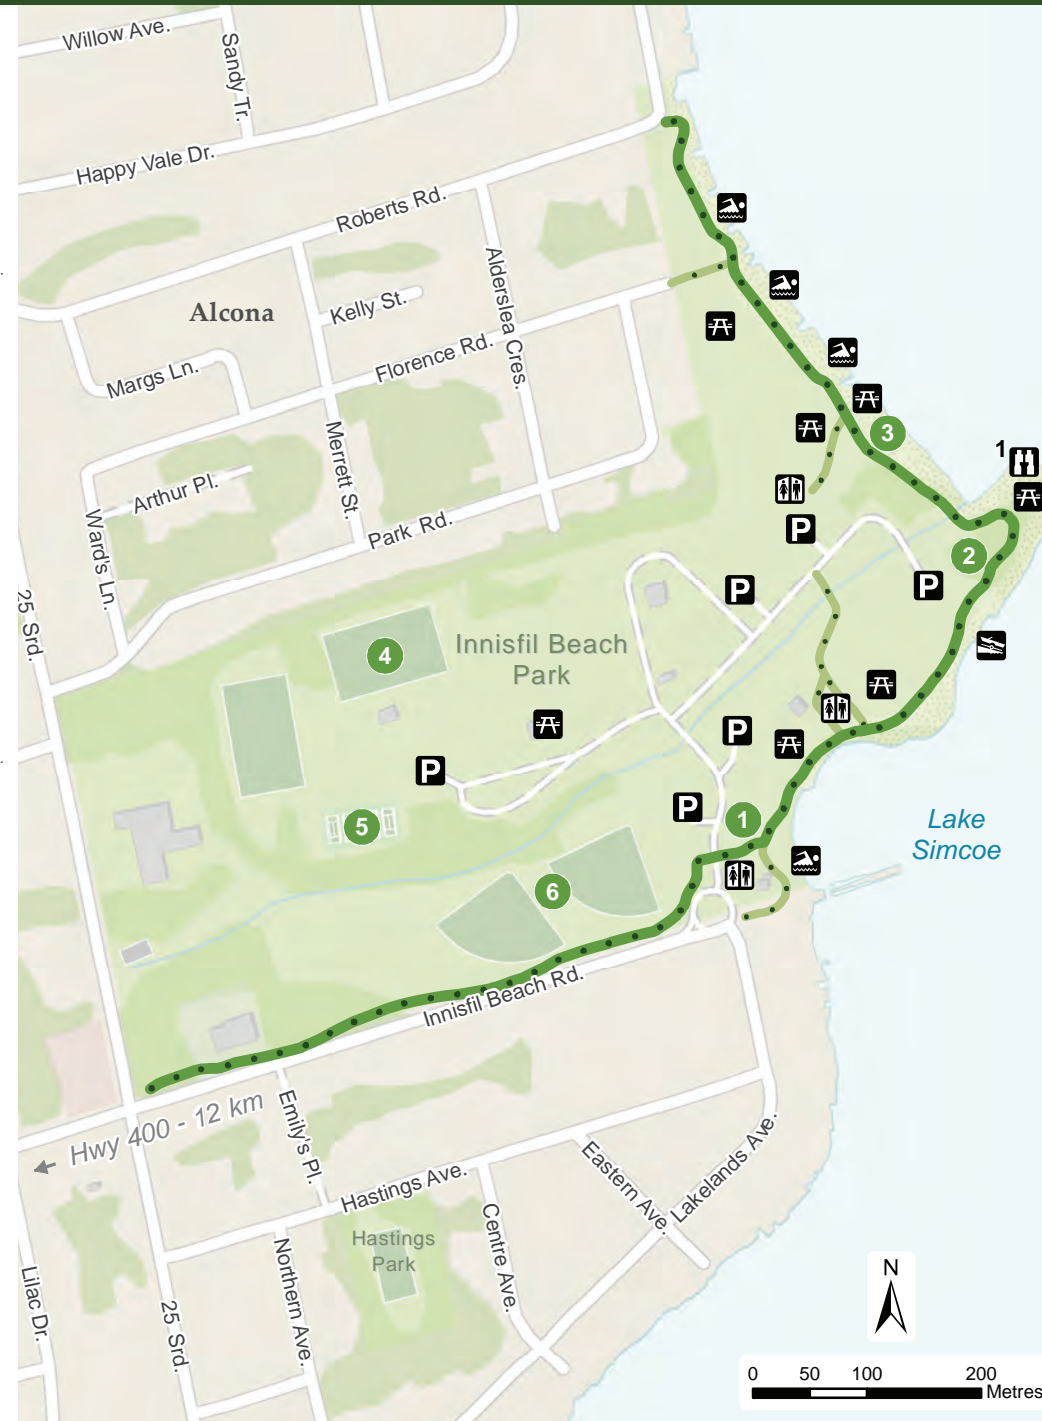 Willow Ave.
Sandy Tr.
Happy Vale Dr.
Roberts Rd.
Alderslea Cres.
Alcona
Kelly St.
Florence Rd.
Margs Ln.
Merrett St.
3
1
Arthur Pl.
Ward's Ln.
Park Rd.
P
2
P
P
25 Srd.
4
Innisfil Beach
Park
P
P
P
5
1
Lake
Simcoe
6
Innisfil Beach Rd.
Hwy 400 - 12 km
Emily's Pl.
Hastings Ave.
Eastern Ave.
Lakelands Ave.
Hastings
Park
Centre Ave.
Northern Ave.
Lilac Dr.
25 Srd.
N
0 50 100 200
Metres